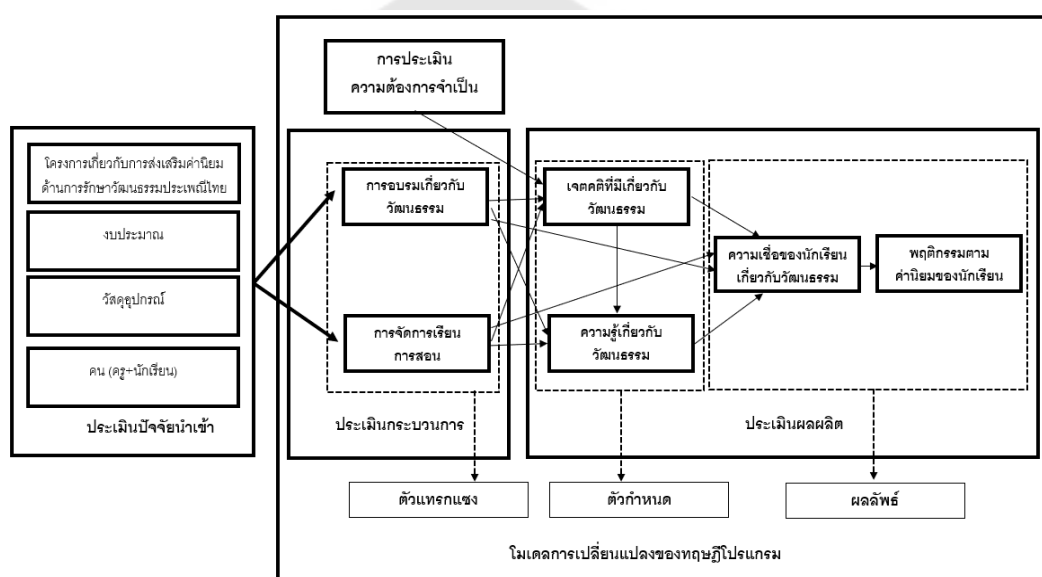 การประเมิน
ความต้องการจำเป็น
โครงการเกี่ยวกับการส่งเสริมค่านิยม
ด้านการรักษาวัฒนธรรมประเพณีไทย
งบประมาณ
วัสดุอุปกรณ์
คน (ครู+นักเรียน)
ประเมินปัจจัยนำเข้า
การอบรมเกี่ยวกับ
วัฒนธรรม
การจัดการเรียน
การสอน
ประเมินกระบวนการ
เจตคติที่มีเกี่ยวกับ
วัฒนธรรม
ความรู้เกี่ยวกับ
วัฒนธรรม
ความเชื่อของนักเรียน
เกี่ยวกับวัฒนธรรม
พฤติกรรมตาม
ค่านิยมของนักเรียน
ประเมินผลผลิต
ตัวแทรกแซง
ตัวกำหนด
ผลลัพธ์
โมเดลการเปลี่ยนแปลงของทฤษฎีโปรแกรม